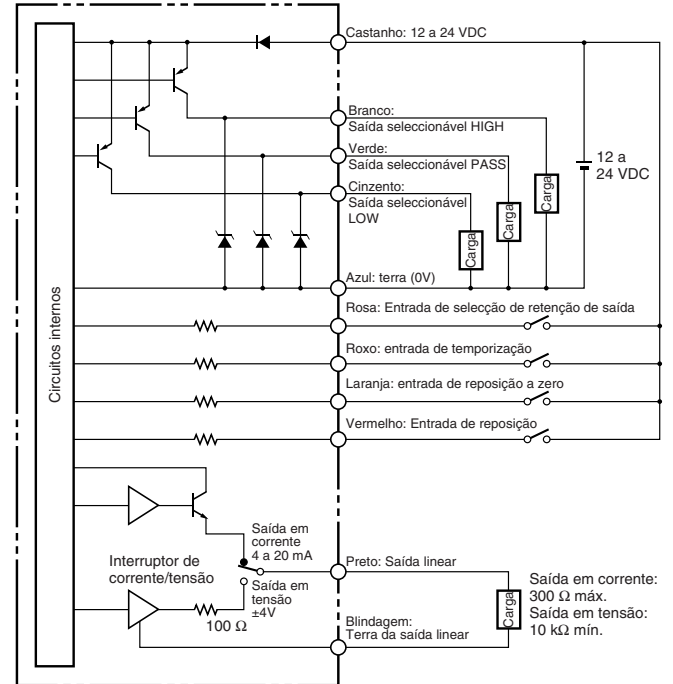 Castanho: 12 a 24 VDC
Branco:
Saída seleccionável HIGH
Verde:
Saída seleccionável PASS
Cinzento:
Saída seleccionável
LOW
Carga
Carga
Carga
12 a
24 VDC
Azul: terra (0V)
Circuitos internos
Rosa: Entrada de selecção de retenção de saída
Roxo: entrada de temporização
Laranja: entrada de reposição a zero
Vermelho: Entrada de reposição
Saída em
corrente
4 a 20 mA
Interruptor de
corrente/tensão
Saída em
tensão
±4V
100 Ω
Preto: Saída linear
Blindagem:
Terra da saída linear
Carga
Saída em corrente:
300 Ω máx.
Saída em tensão:
10 kΩ mín.